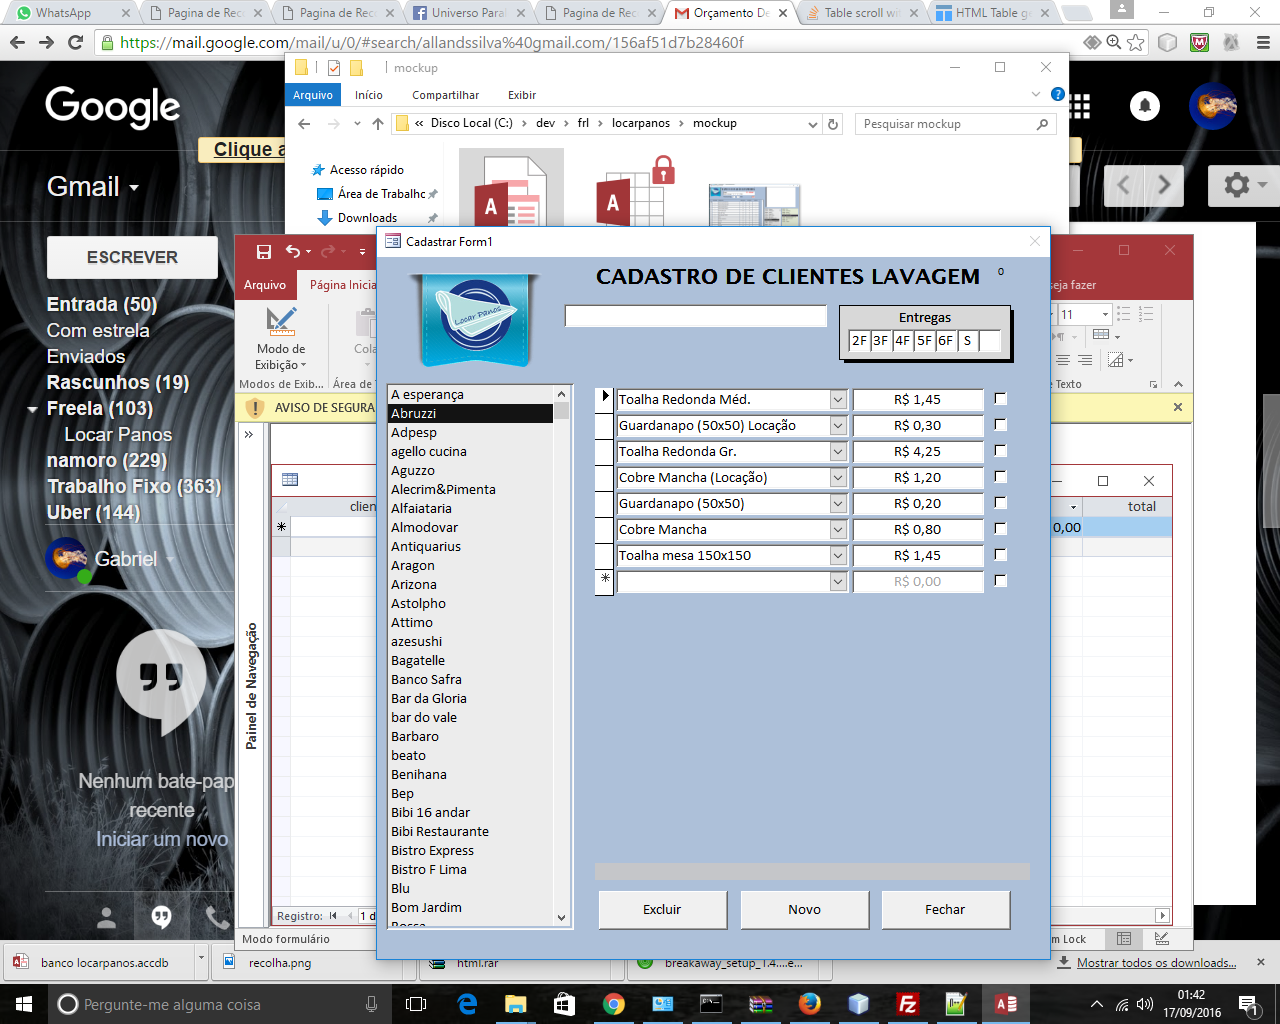 WhatsApp
Pagina de Rec
Pagina de Rec
Universo Paral
Pagina de Rec
Orçamento De
Table scroll wi
HTML Table ge
https://mail.google.com/mail/u/0/#search/allandssilva%40gmail.com/156af51d7b28460f
mockup
Arquivo
Início
Compartilhar
Exibir
« Disco Local (C:) > dev > frl > locarpanos > mockup
Pesquisar mockup
Google
Clique a
Acesso rápido
Área de Trabalho
Downloads
Gmail
ESCREVER
Entrada (50)
Com estrela
Enviados
Rascunhos (19)
Freela (103)
Locar Panos
namoro (229)
Trabalho Fixo (363)
Uber (144)
Gabriel
Nenhum bate-pap
recente
Iniciar um novo
Arquivo
Página Inicia
seja fazer
Modo de
Exibição
Cola
11
Modos de Exib...
Área de T
Texto
AVISO DE SEGURA
Painel de Navegação
clien
total
0,00
Registro:
1 d
Modo formulário
m Lock
Cadastrar Form1
Locar Panos
CADASTRO DE CLIENTES LAVAGEM
0
Entregas
2F 3F 4F 5F 6F S
A esperança
Abruzzi
Adpesp
agello cucina
Aguzzo
Alecrim&Pimenta
Alfaiataria
Almodovar
Antiquarius
Aragon
Arizona
Astolpho
Attimo
azesushi
Bagatelle
Banco Safra
Bar da Gloria
bar do vale
Barbaro
beato
Benihana
Bep
Bibi 16 andar
Bibi Restaurante
Bistro Express
Bistro F Lima
Blu
Bom Jardim
Toalha Redonda Méd. R$ 1,45
Guardanapo (50x50) Locação R$ 0,30
Toalha Redonda Gr. R$ 4,25
Cobre Mancha (Locação) R$ 1,20
Guardanapo (50x50) R$ 0,20
Cobre Mancha R$ 0,80
Toalha mesa 150x150 R$ 1,45
R$ 0,00
Excluir
Novo
Fechar
banco locarpanos.accdb
recolha.png
html.rar
breakaway_setup_1.4....e...
Mostrar todos os downloads...
Pergunte-me alguma coisa
01:42
17/09/2016
1